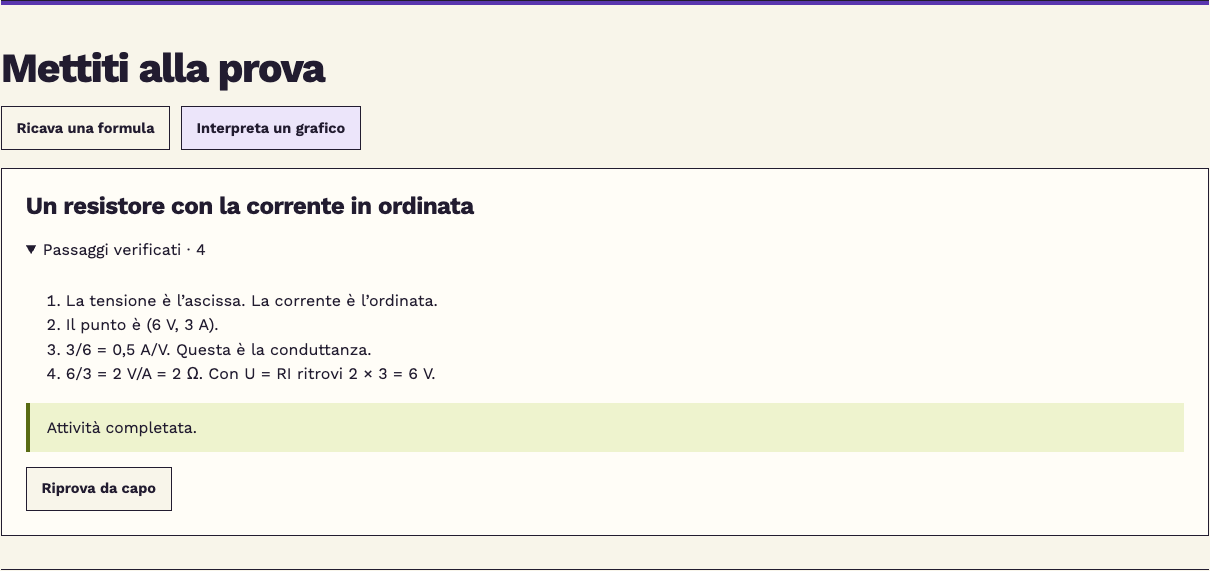 Mettiti alla prova
Ricava una formula
Interpreta un grafico
Un resistore con la corrente in ordinata
▼ Passaggi verificati · 4
1. La tensione è l’ascissa. La corrente è l’ordinata.
2. Il punto è (6 V, 3 A).
3. 3/6 = 0,5 A/V. Questa è la conduttanza.
4. 6/3 = 2 V/A = 2 Ω. Con U = RI ritrovi 2 × 3 = 6 V.
Attività completata.
Riprova da capo